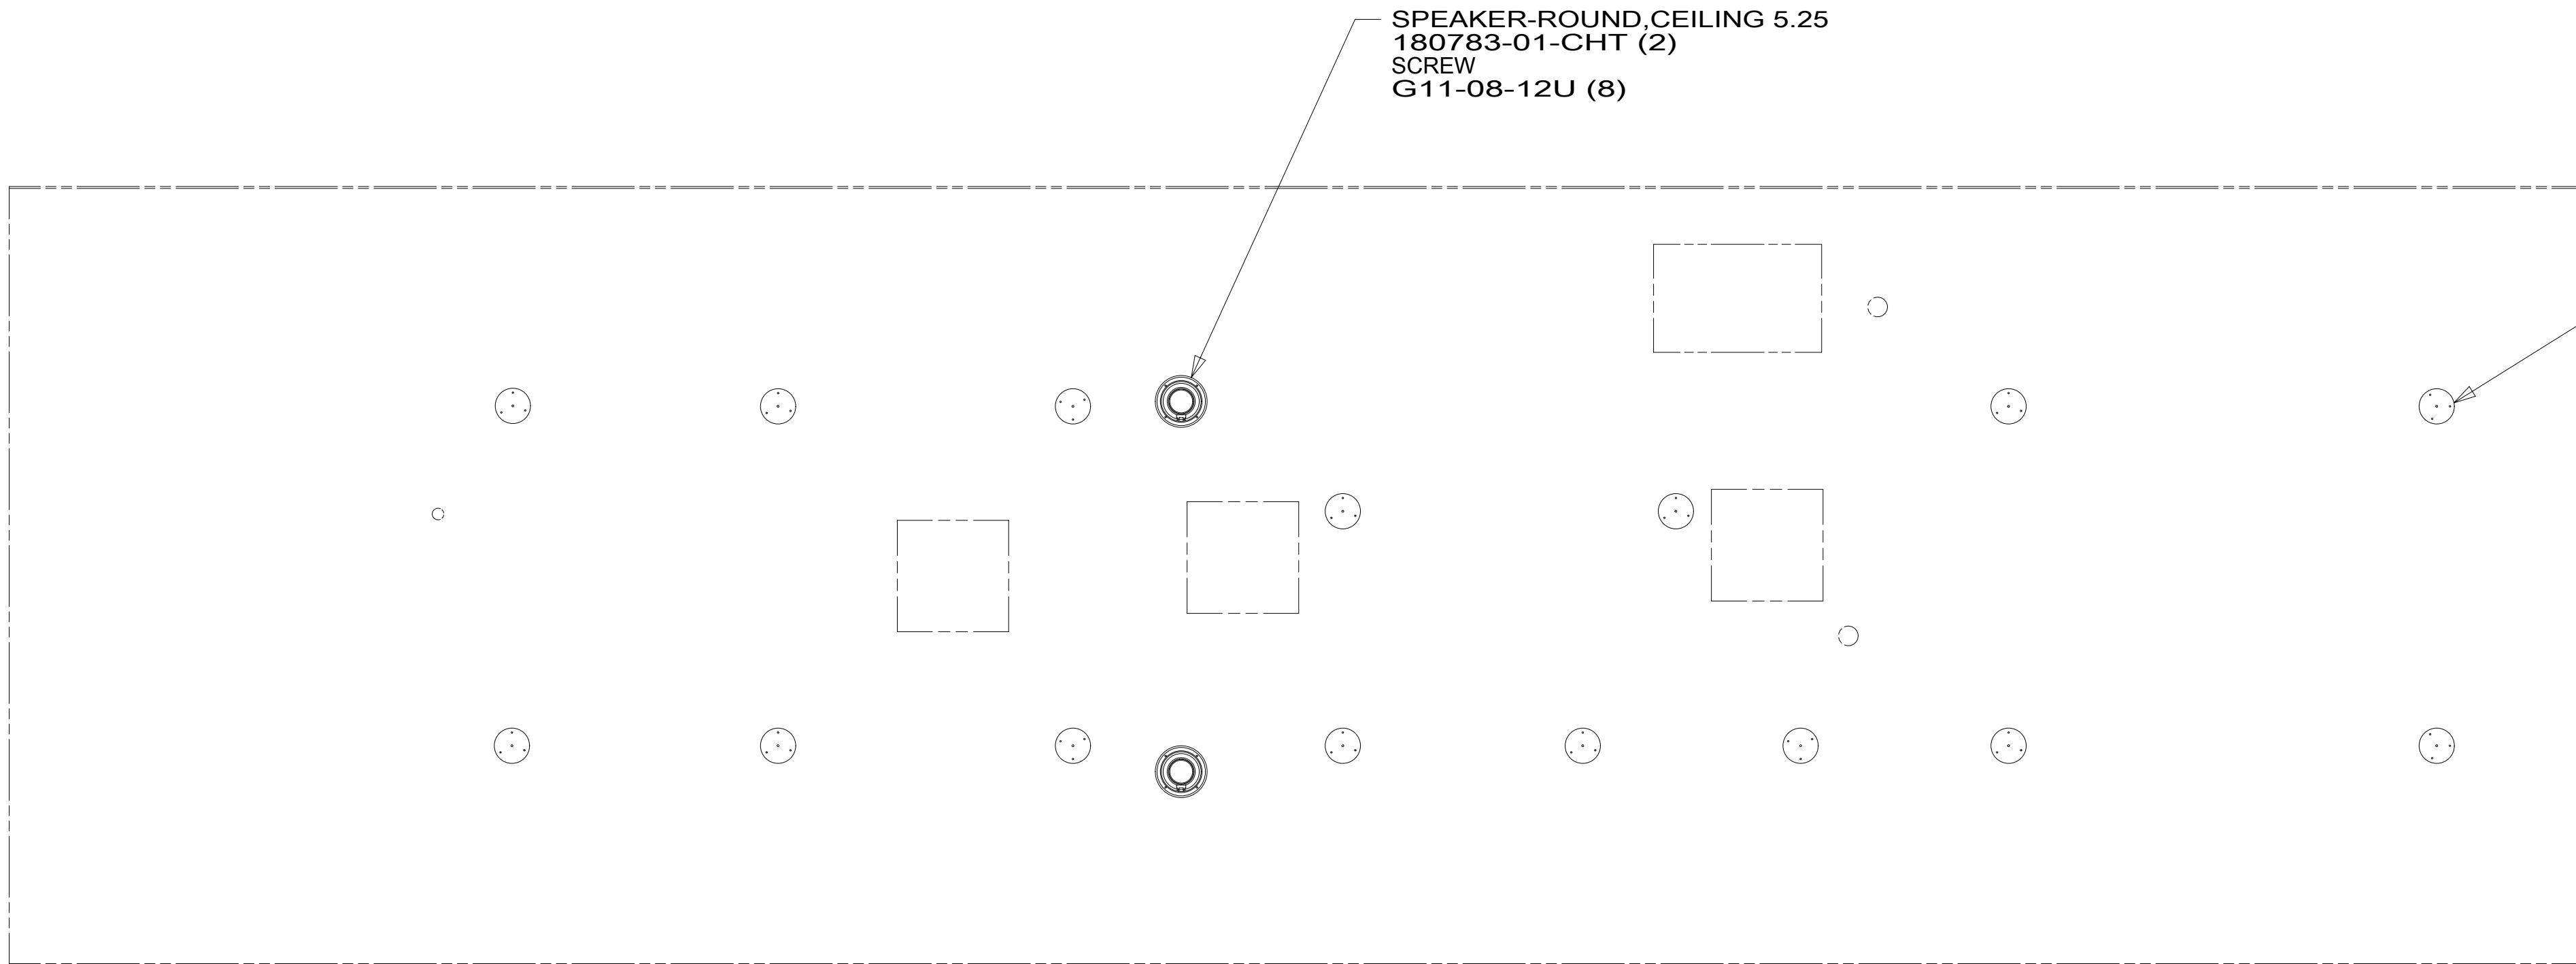 SPEAKER-ROUND,CEILING 5.25
180783-01-CHT (2)
SCREW
G11-08-12U (8)